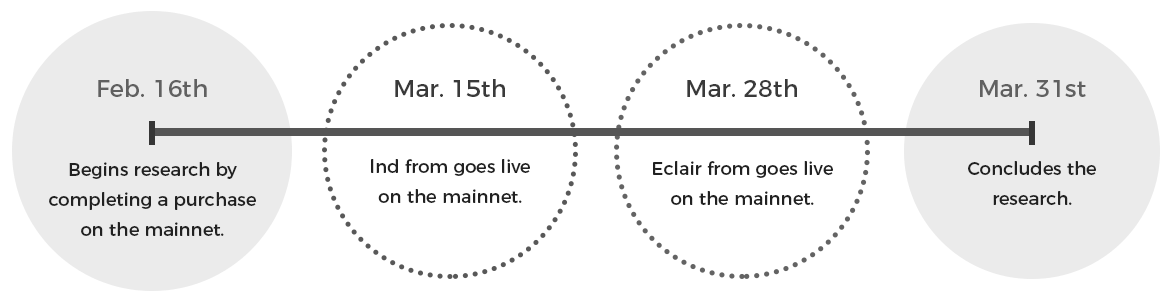 Feb. 16th
Begins research by
completing a purchase
on the mainnet.
Mar. 15th
lnd from goes live
on the mainnet.
Mar. 28th
Eclair from goes live
on the mainnet.
Mar. 31st
Concludes the
research.